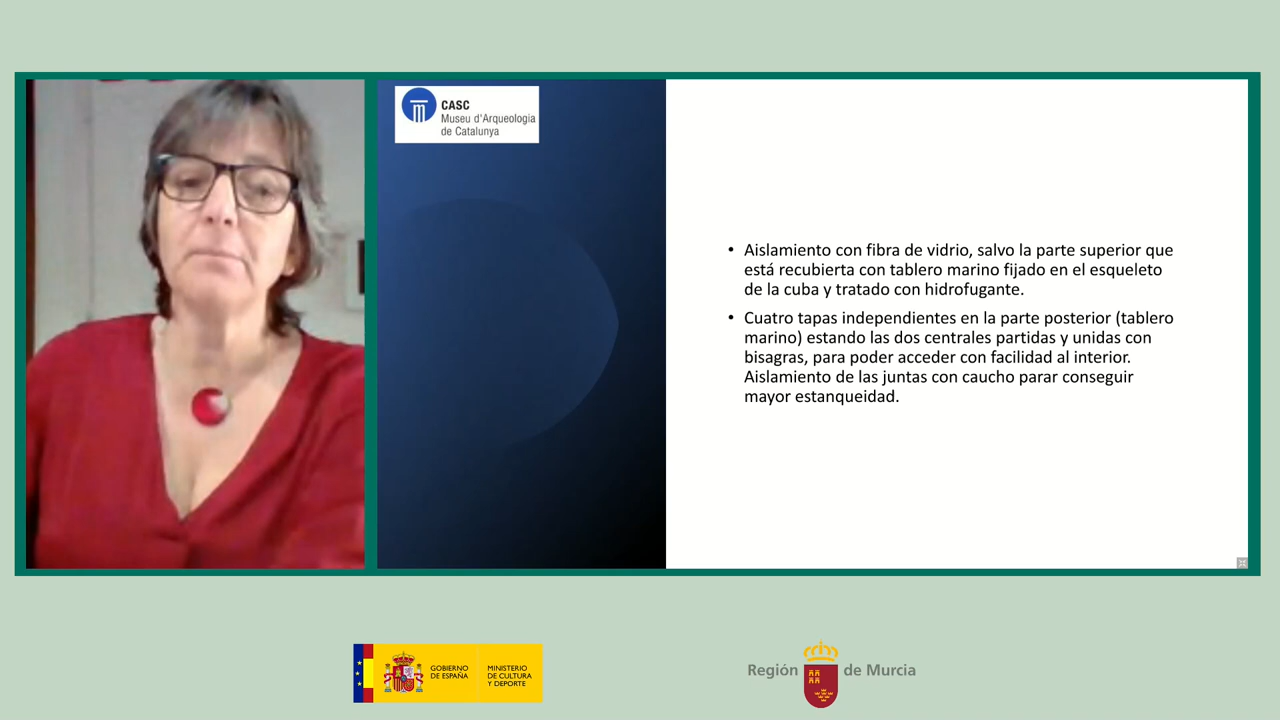 CASC
Museu d'Arqueologia
de Catalunya
• Aislamiento con fibra de vidrio, salvo la parte superior que
está recubierta con tablero marino fijado en el esqueleto
de la cuba y tratado con hidrofugante.
• Cuatro tapas independientes en la parte posterior (tablero
marino) estando las dos centrales partidas y unidas con
bisagras, para poder acceder con facilidad al interior.
Aislamiento de las juntas con caucho parar conseguir
mayor estanqueidad.
GOBIERNO
DE ESPAÑA
MINISTERIO
DE CULTURA
Y DEPORTE
Región de Murcia